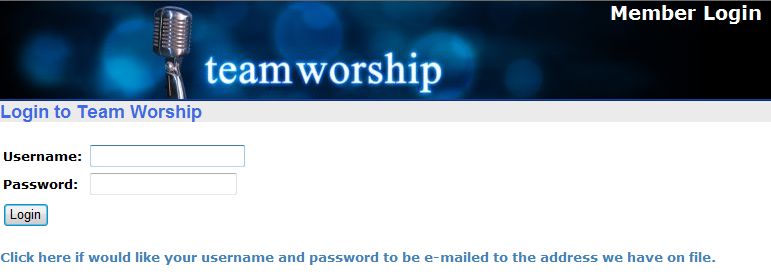 Member Login
teamworship
Login to Team Worship
Username:
Password:
Login
Click here if would like your username and password to be e-mailed to the address we have on file.